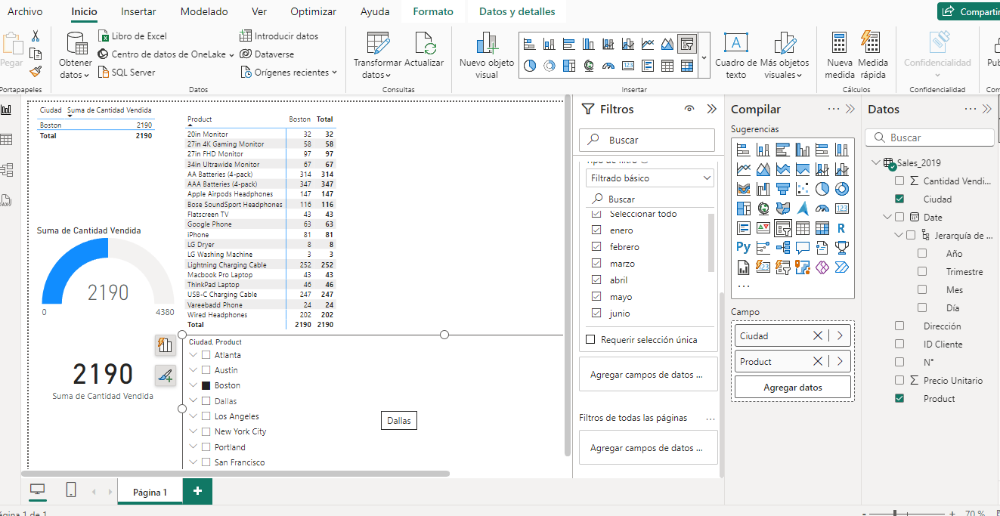 Archivo Inicio Insertar Modelado Ver Optimizar Ayuda Formato Datos y detalles Compartir
Pegar
Portapapeles
Obtener datos
Libro de Excel
Centro de datos de OneLake
SQL Server
Introducir datos
Dataverse
Orígenes recientes
Datos
Transformar datos
Actualizar
Consultas
Nuevo objeto visual
A
123
Cuadro de texto
Más objetos visuales
Insertar
Nueva medida
Medida rápida
Cálculos
Confidencialidad
Confidencialidad
Ciudad Suma de Cantidad Vendida
Boston 2190
Total 2190
Product Boston Total
20in Monitor 32 32
27in 4K Gaming Monitor 58 58
27in FHD Monitor 97 97
34in Ultrawide Monitor 67 67
AA Batteries (4-pack) 314 314
AAA Batteries (4-pack) 347 347
Apple Airpods Headphones 147 147
Bose SoundSport Headphones 116 116
Flatscreen TV 43 43
Google Phone 63 63
iPhone 81 81
LG Dryer 8 8
LG Washing Machine 3 3
Lightning Charging Cable 252 252
Macbook Pro Laptop 43 43
ThinkPad Laptop 46 46
USB-C Charging Cable 247 247
Vareebadd Phone 24 24
Wired Headphones 202 202
Total 2190 2190
Suma de Cantidad Vendida
2190
0 4380
2190
Suma de Cantidad Vendida
Ciudad, Product
Atlanta
Austin
Boston
Dallas
Los Angeles
New York City
Portland
San Francisco
Dallas
Filtros
Buscar
Tipo de filtro
Filtrado básico
Buscar
Seleccionar todo
enero
febrero
marzo
abril
mayo
junio
Requerir selección única
Agregar campos de datos ...
Filtros de todas las páginas ...
Agregar campos de datos ...
Compilar ...
Sugerencias
123
R
Py
123
...
Campo
Ciudad
Product
Agregar datos
Datos ...
Buscar
Sales_2019
Σ Cantidad Vendi...
Ciudad
Date
Jerarquía de ...
Año
Trimestre
Mes
Día
Dirección
ID Cliente
N°
Σ Precio Unitario
Product
Página 1 +
Página 1 de 1
- + 70 %